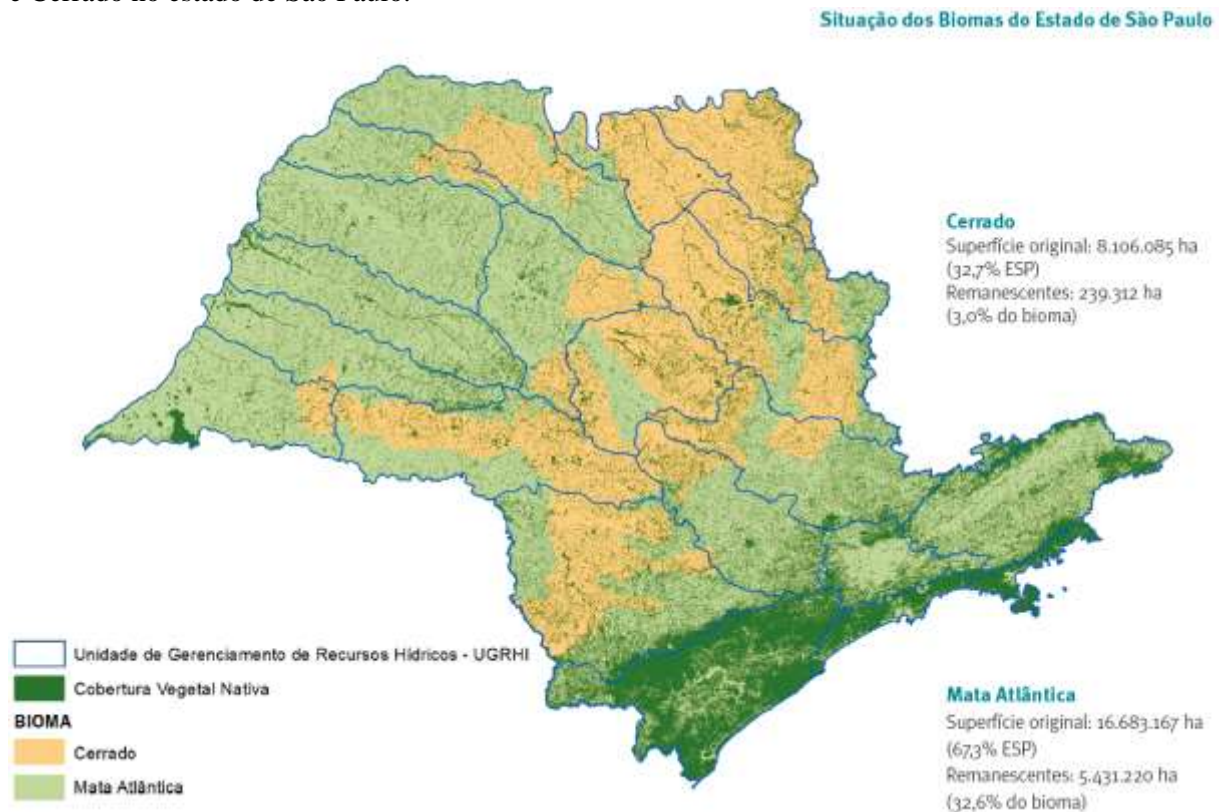 e Cerrado no estado de São Paulo.
Situação dos Biomas do Estado de São Paulo
Cerrado
Superfície original: 8.106.085 ha
(32,7% ESP)
Remanescentes: 239.312 ha
(3,0% do bioma)
Unidade de Gerenciamento de Recursos Hídricos - UGRHI
Cobertura Vegetal Nativa
BIOMA
Cerrado
Mata Atlântica
Mata Atlântica
Superfície original: 16.683.167 ha
(67,3% ESP)
Remanescentes: 5.431.220 ha
(32,6% do bioma)